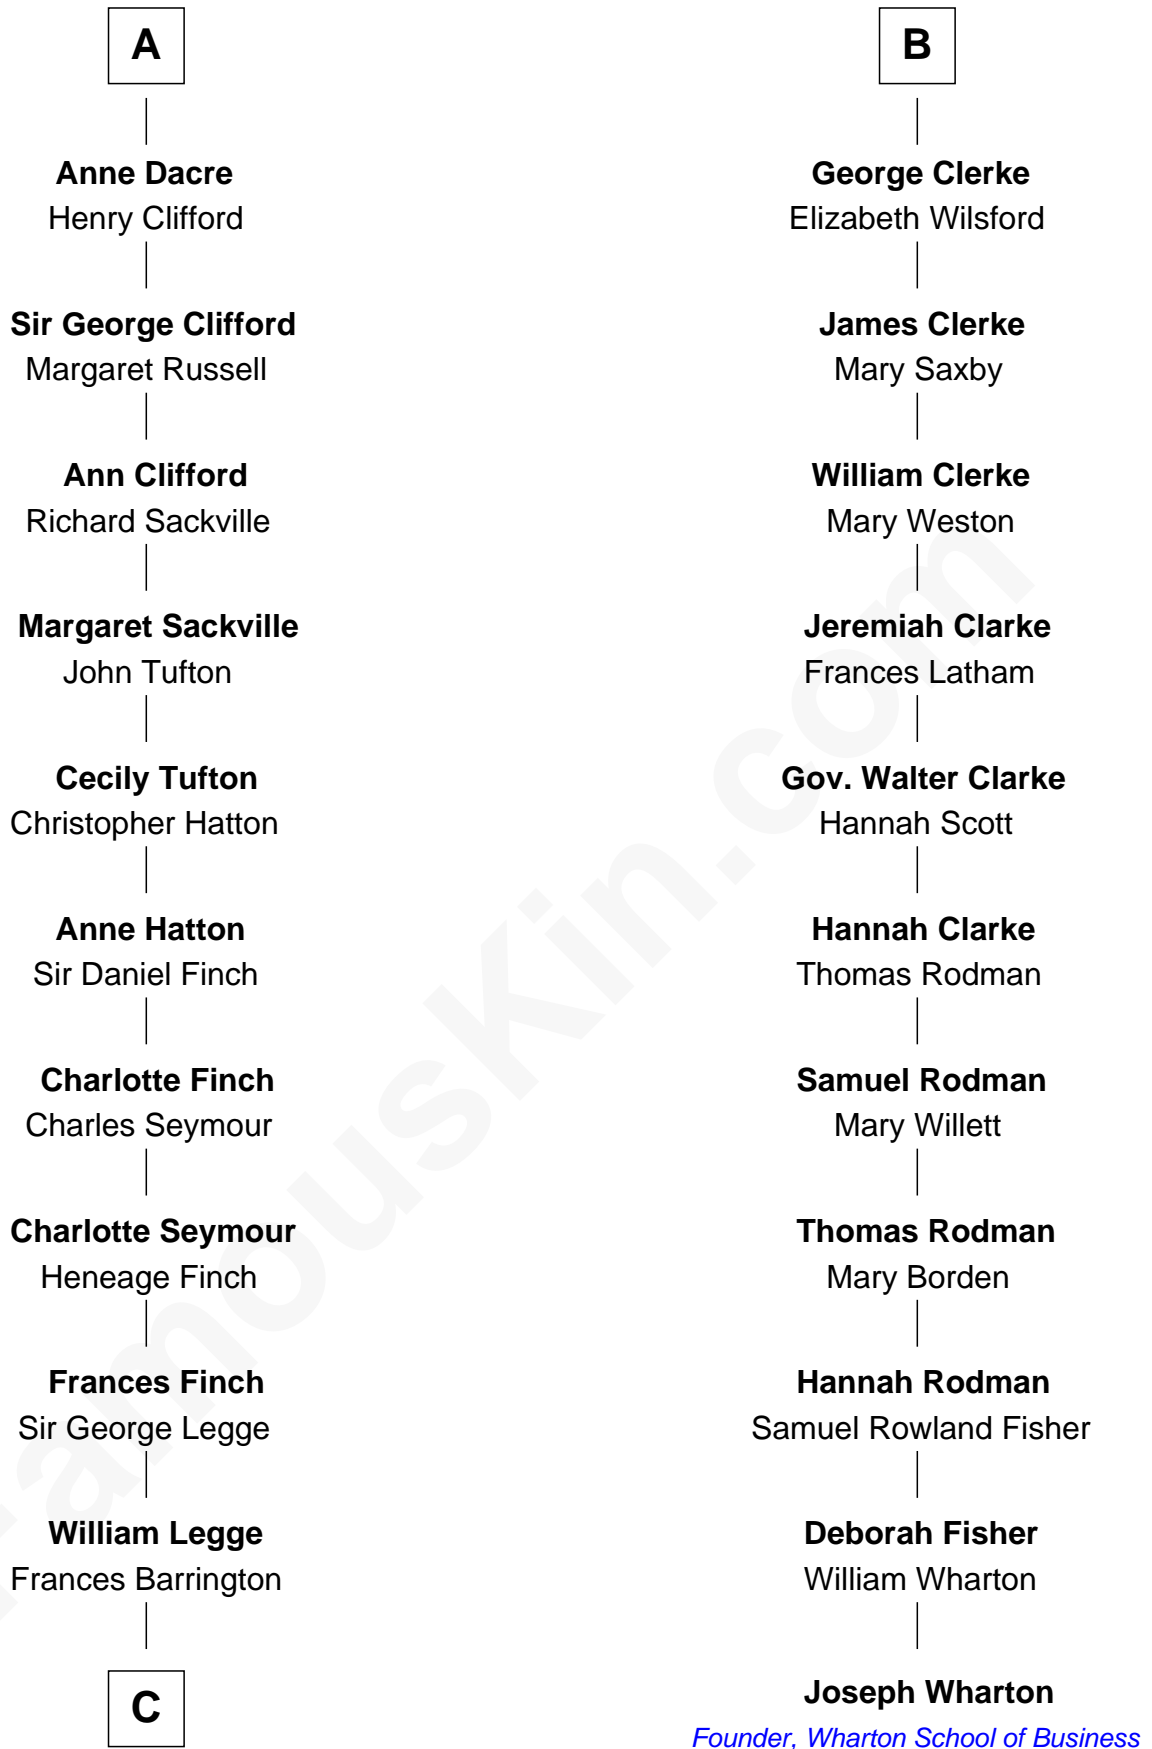 A
Anne Dacre
Henry Clifford
Sir George Clifford
Margaret Russell
Ann Clifford
Richard Sackville
Margaret Sackville
John Tufton
Cecily Tufton
Christopher Hatton
Anne Hatton
Sir Daniel Finch
Charlotte Finch
Charles Seymour
Charlotte Seymour
Heneage Finch
Frances Finch
Sir George Legge
William Legge
Frances Barrington
C
B
George Clerke
Elizabeth Wilsford
James Clerke
Mary Saxby
William Clerke
Mary Weston
Jeremiah Clarke
Frances Latham
Gov. Walter Clarke
Hannah Scott
Hannah Clarke
Thomas Rodman
Samuel Rodman
Mary Willett
Thomas Rodman
Mary Borden
Hannah Rodman
Samuel Rowland Fisher
Deborah Fisher
William Wharton
Joseph Wharton
Founder, Wharton School of Business
FamousKin.com